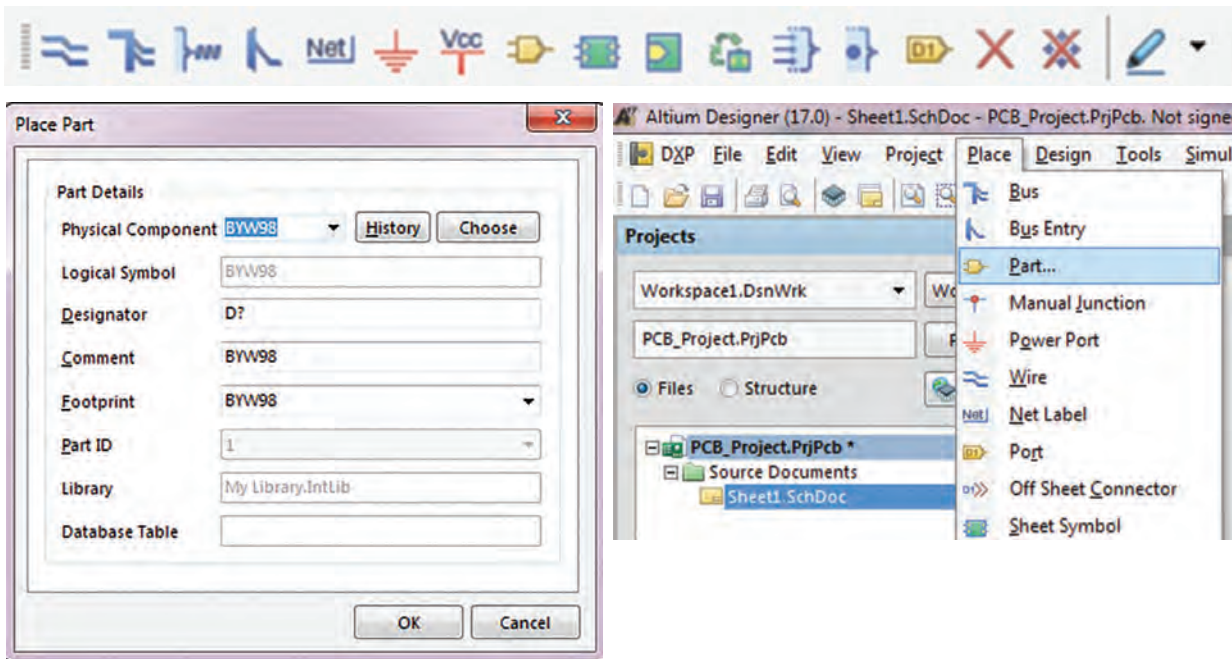 Net
Vcc
D1
Place Part
Part Details
Physical Component BYW98 History Choose
Logical Symbol BYW98
Designator D?
Comment BYW98
Footprint BYW98
Part ID 1
Library My Library.IntLib
Database Table
OK Cancel
Altium Designer (17.0) - Sheet1.SchDoc - PCB_Project.PrjPcb. Not signe
DXP File Edit View Project Place Design Tools Simul
Projects
Workspace1.DsnWrk Wo
PCB_Project.PrjPcb P
Files Structure
PCB_Project.PrjPcb *
Source Documents
Sheet1.SchDoc
Bus
Bus Entry
Part...
Manual Junction
Power Port
Wire
Net Net Label
D1 Port
D1 Off Sheet Connector
Sheet Symbol